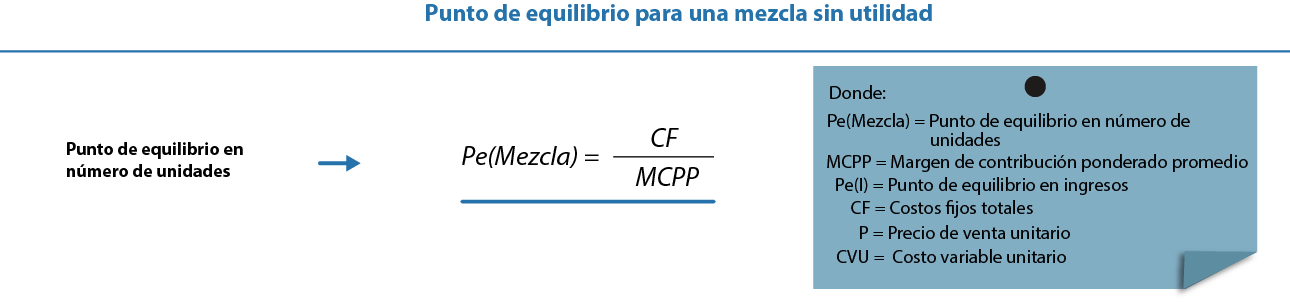 Punto de equilibrio para una mezcla sin utilidad
Punto de equilibrio en
número de unidades
Pe(Mezcla) = CF
MCPP
Donde:
Pe(Mezcla) = Punto de equilibrio en número de
unidades
MCPP = Margen de contribución ponderado promedio
Pe(I) = Punto de equilibrio en ingresos
CF = Costos fijos totales
P = Precio de venta unitario
CVU = Costo variable unitario